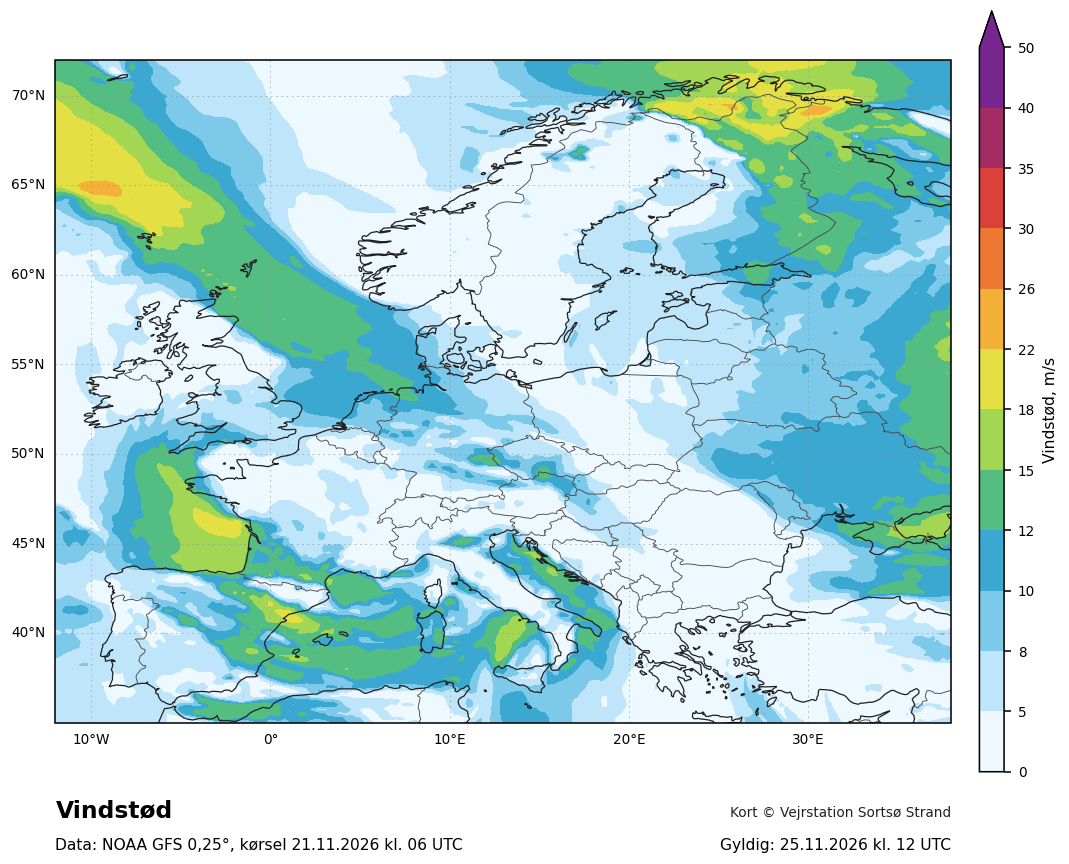 50
40
35
30
26
22
18
15
12
10
8
5
0
Vindstød, m/s
70°N
65°N
60°N
55°N
50°N
45°N
40°N
10°W 0° 10°E 20°E 30°E
Vindstød
Kort © Vejrstation Sortsø Strand
Data: NOAA GFS 0,25°, kørsel 21.11.2026 kl. 06 UTC
Gyldig: 25.11.2026 kl. 12 UTC